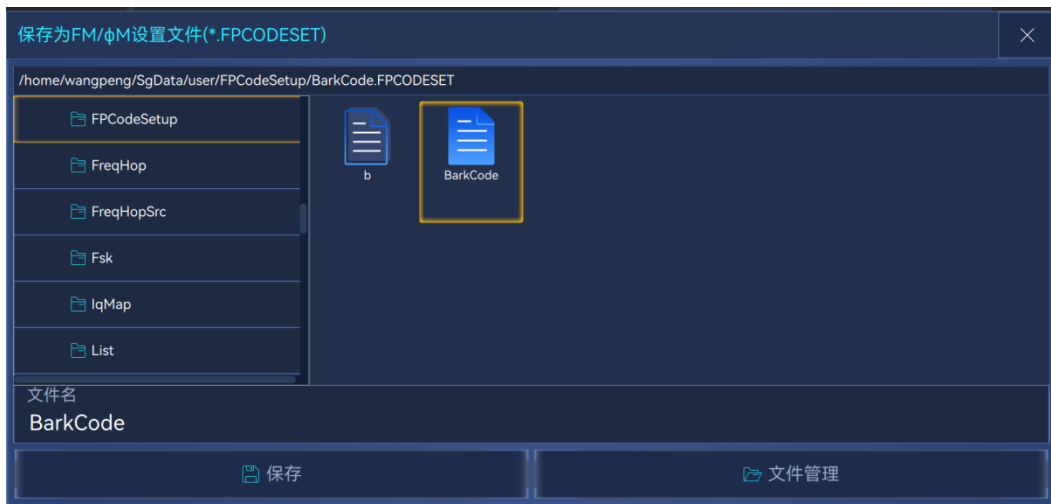 保存为FM/ϕM设置文件(*.FPCODESET)
/home/wangpeng/SgData/user/FPCodeSetup/BarkCode.FPCODESET
FPCodeSetup
FreqHop
FreqHopSrc
Fsk
IqMap
List
b
BarkCode
文件名
BarkCode
保存
文件管理